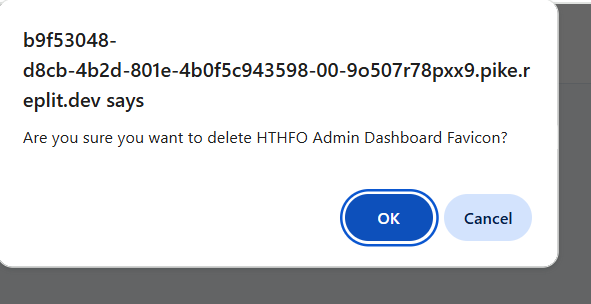 b9f53048-
d8cb-4b2d-801e-4b0f5c943598-00-9o507r78pxx9.pike.r
eplit.dev says
Are you sure you want to delete HTHFO Admin Dashboard Favicon?
OK
Cancel